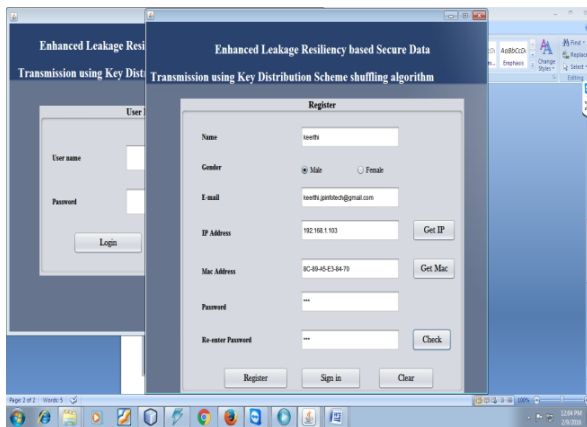 Enhanced Leakage Resi
Transmission using Key Dist
User
User name
Password
Login
Enhanced Leakage Resiliency based Secure Data
Transmission using Key Distribution Scheme shuffling algorithm
Register
Name
keerthi
Gender
Male
Female
E-mail
keerthi.jpinfotech@gmail.com
IP Address
192.168.1.103
Get IP
Mac Address
8C-89-A5-E3-84-70
Get Mac
Password
***
Re-enter Password
***
Check
Register
Sign in
Clear
AaBbCcDc
Emphasis
Change
Styles
Find
Replace
Select
Editing
Page: 2 of 2
Words: 5
100%
12:04 PM